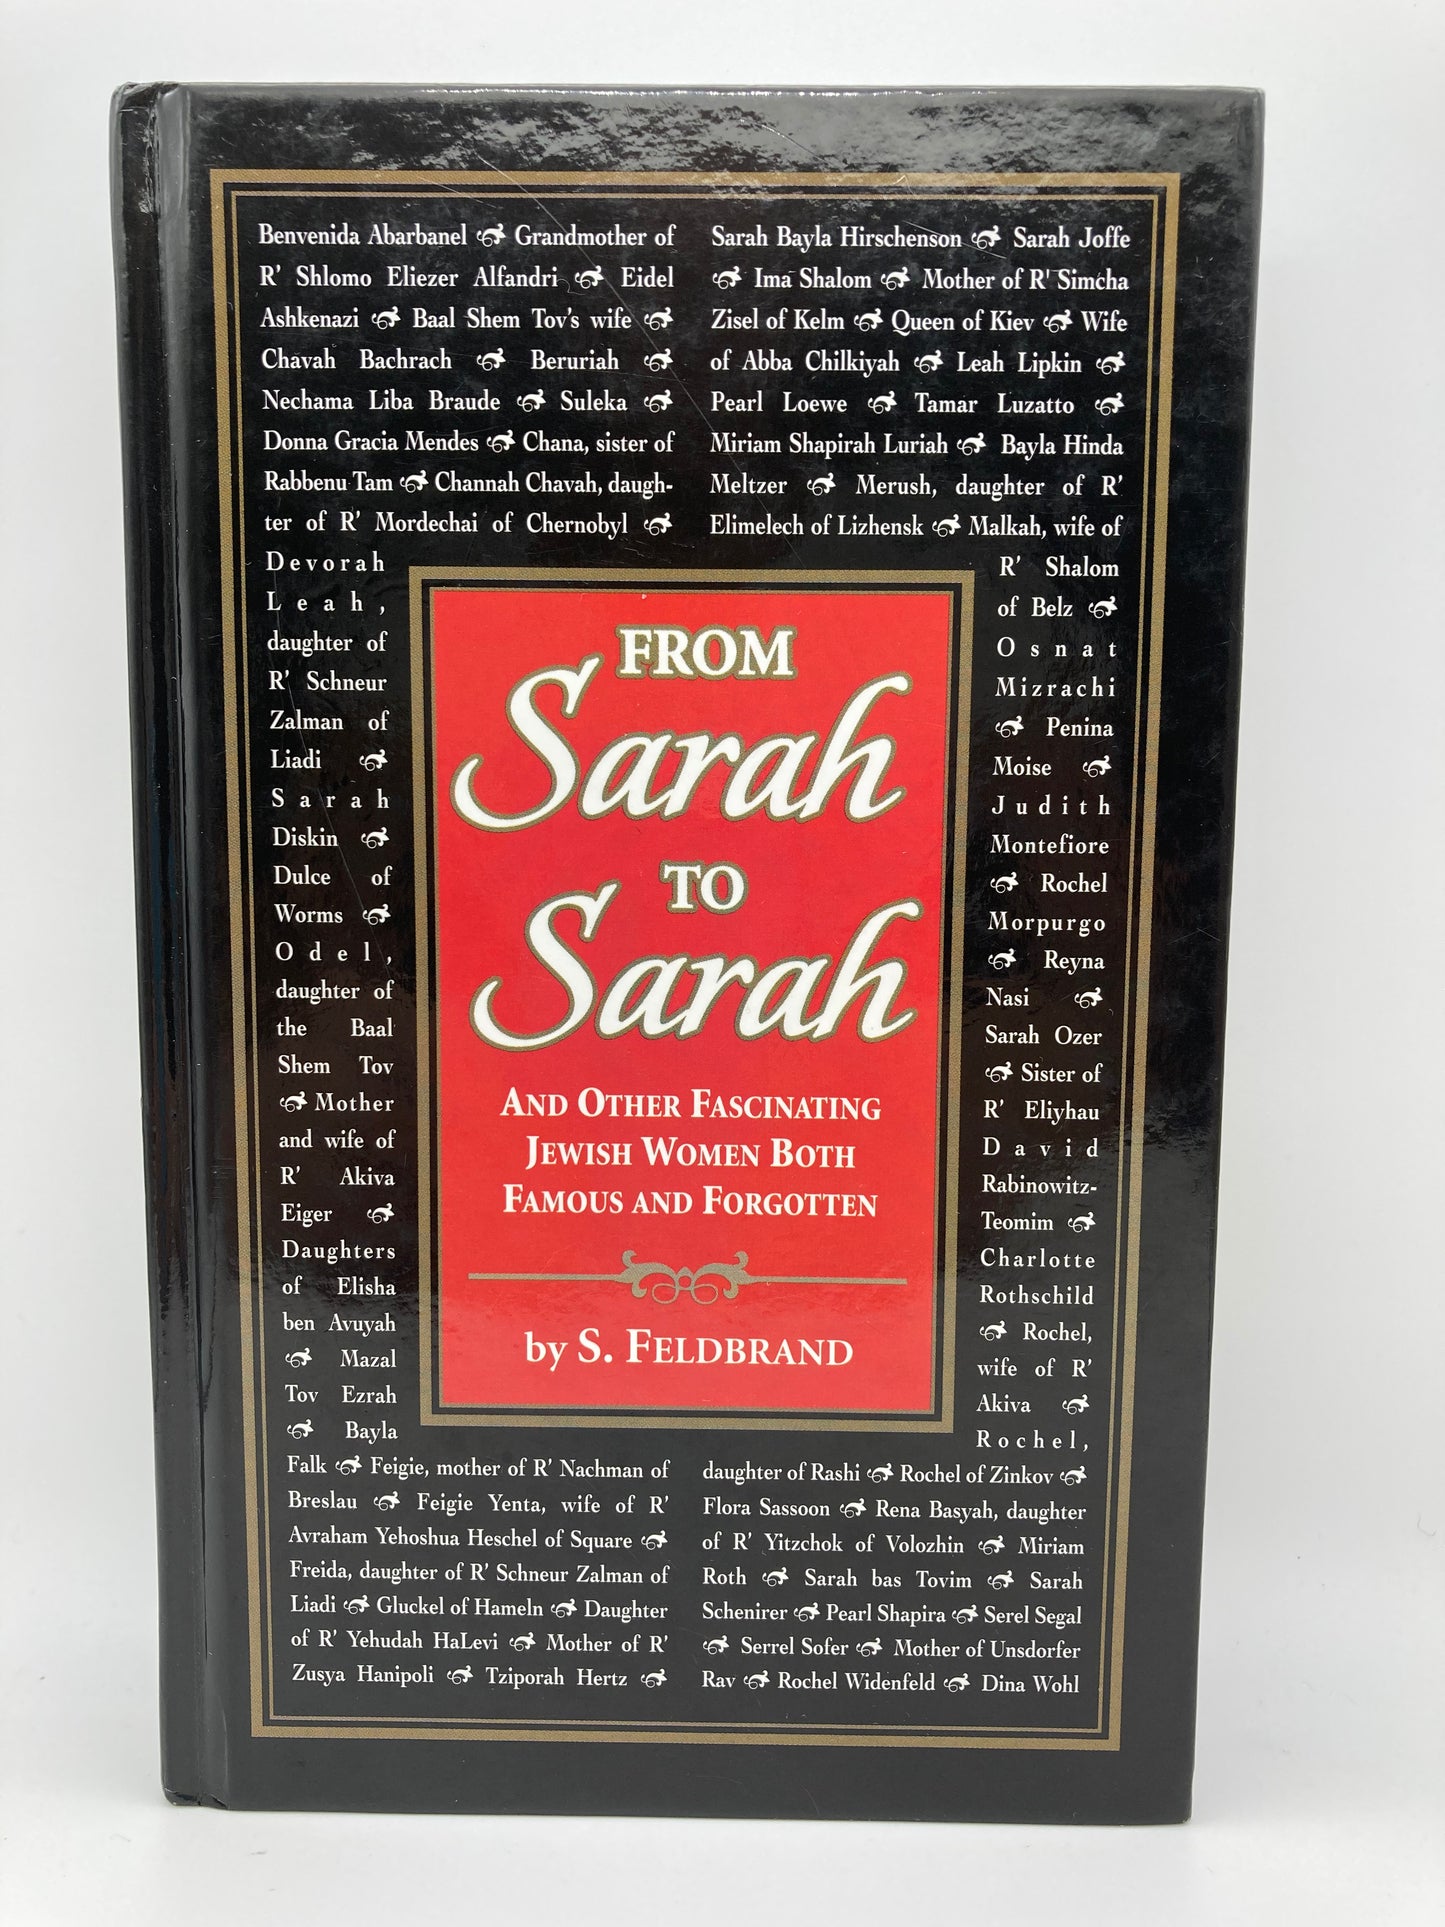 Benvenida Abarbanel Grandmother of
R' Shlomo Eliezer Alfandri Eidel
Ashkenazi Baal Shem Tov's wife
Chavah Bachrach Beruriah
Nechama Liba Braude Suleka
Donna Gracia Mendes Chana, sister of
Rabbenu Tam Channah Chavah, daugh-
ter of R' Mordechai of Chernobyl
Devorah
Leah,
daughter of
R' Schneur
Zalman of
Liadi
Sarah
Diskin
Dulce of
Worms
Odel,
daughter of
the Baal
Shem Tov
Mother
and wife of
R' Akiva
Eiger
Daughters
of Elisha
ben Avuyah
Mazal
Tov Ezrah
Bayla
Falk Feigie, mother of R' Nachman of
Breslau Feigie Yenta, wife of R'
Avraham Yehoshua Heschel of Square
Freida, daughter of R' Schneur Zalman of
Liadi Gluckel of Hameln Daughter
of R' Yehudah HaLevi Mother of R'
Zusya Hanipoli Tziporah Hertz
Sarah Bayla Hirschenson Sarah Joffe
Ima Shalom Mother of R' Simcha
Zisel of Kelm Queen of Kiev Wife
of Abba Chilkiyah Leah Lipkin
Pearl Loewe Tamar Luzatto
Miriam Shapirah Luriah Bayla Hinda
Meltzer Merush, daughter of R'
Elimelech of Lizhensk Malkah, wife of
R' Shalom
of Belz
Osnat
Mizrachi
Penina
Moise
Judith
Montefiore
Rochel
Morpurgo
Reyna
Nasi
Sarah Ozer
Sister of
R' Eliyhau
David
Rabinowitz-
Teomim
Charlotte
Rothschild
Rochel,
wife of R'
Akiva
Rochel,
daughter of Rashi Rochel of Zinkov
Flora Sassoon Rena Basyah, daughter
of R' Yitzchok of Volozhin Miriam
Roth Sarah bas Tovim Sarah
Schenirer Pearl Shapira Serel Segal
Serrel Sofer Mother of Unsdorfer
Rav Rochel Widenfeld Dina Wohl
FROM
Sarah
TO
Sarah
AND OTHER FASCINATING
JEWISH WOMEN BOTH
FAMOUS AND FORGOTTEN
by S. FELDBRAND